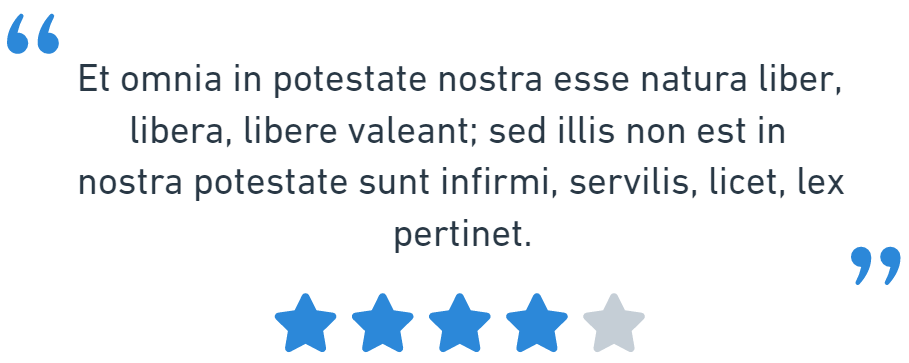 “
Et omnia in potestate nostra esse natura liber,
libera, libere valeant; sed illis non est in
nostra potestate sunt infirmi, servilis, licet, lex
pertinet.
”